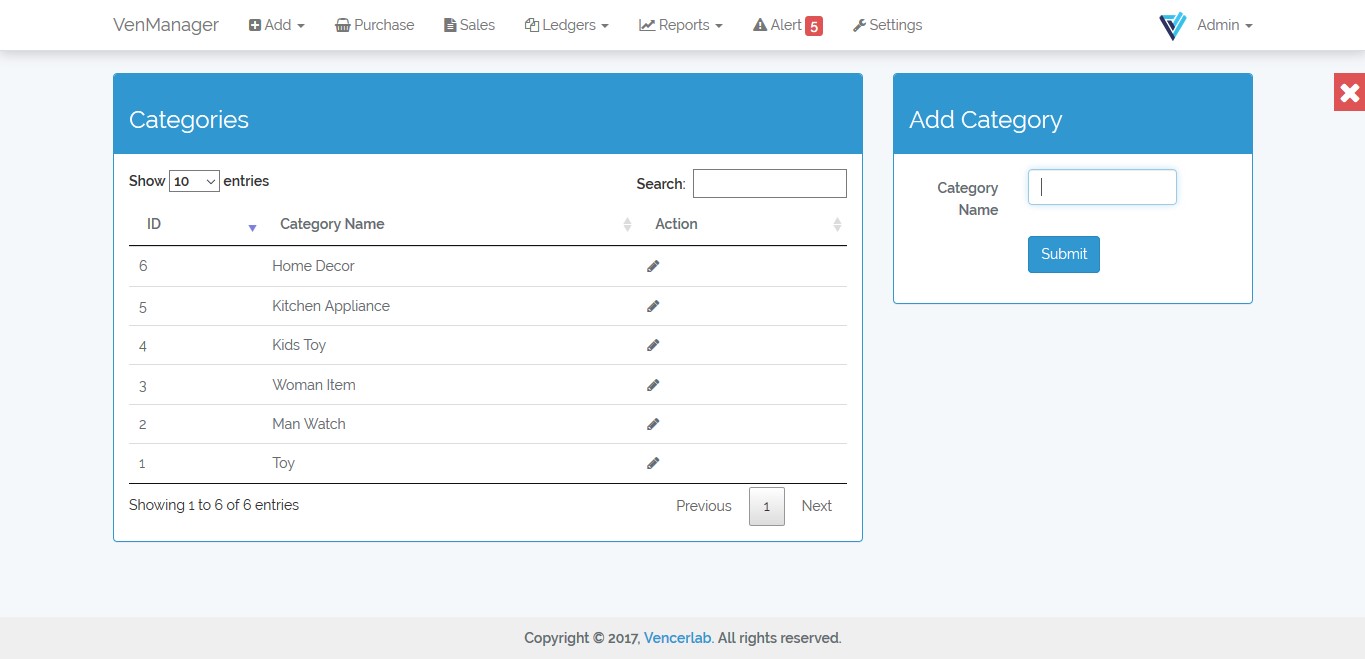 VenManager Add Purchase Sales Ledgers Reports Alert 5 Settings Admin
Categories
Show 10 entries Search:
ID Category Name Action
6 Home Decor
5 Kitchen Appliance
4 Kids Toy
3 Woman Item
2 Man Watch
1 Toy
Showing 1 to 6 of 6 entries Previous 1 Next
Add Category
Category
Name
Submit
Copyright © 2017, Vencerlab. All rights reserved.